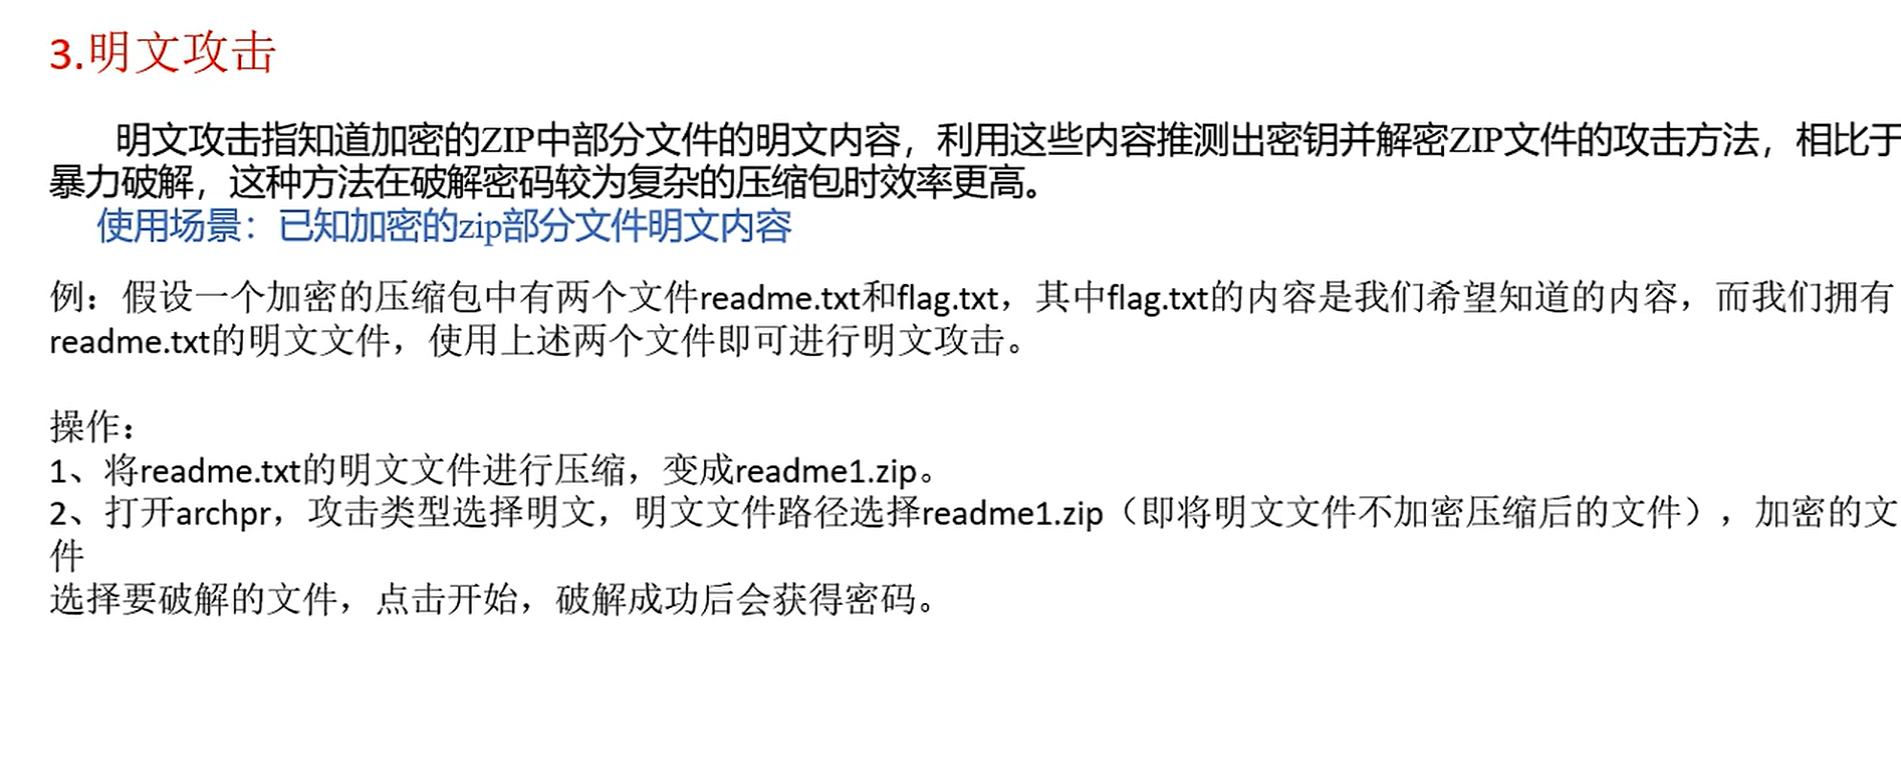 3.明文攻击
明文攻击指知道加密的ZIP中部分文件的明文内容，利用这些内容推测出密钥并解密ZIP文件的攻击方法，相比于
暴力破解，这种方法在破解密码较为复杂的压缩包时效率更高。
使用场景：已知加密的zip部分文件明文内容
例：假设一个加密的压缩包中有两个文件readme.txt和flag.txt，其中flag.txt的内容是我们希望知道的内容，而我们拥有
readme.txt的明文文件，使用上述两个文件即可进行明文攻击。
操作：
1、将readme.txt的明文文件进行压缩，变成readme1.zip。
2、打开archpr，攻击类型选择明文，明文文件路径选择readme1.zip（即将明文文件不加密压缩后的文件），加密的文
件
选择要破解的文件，点击开始，破解成功后会获得密码。